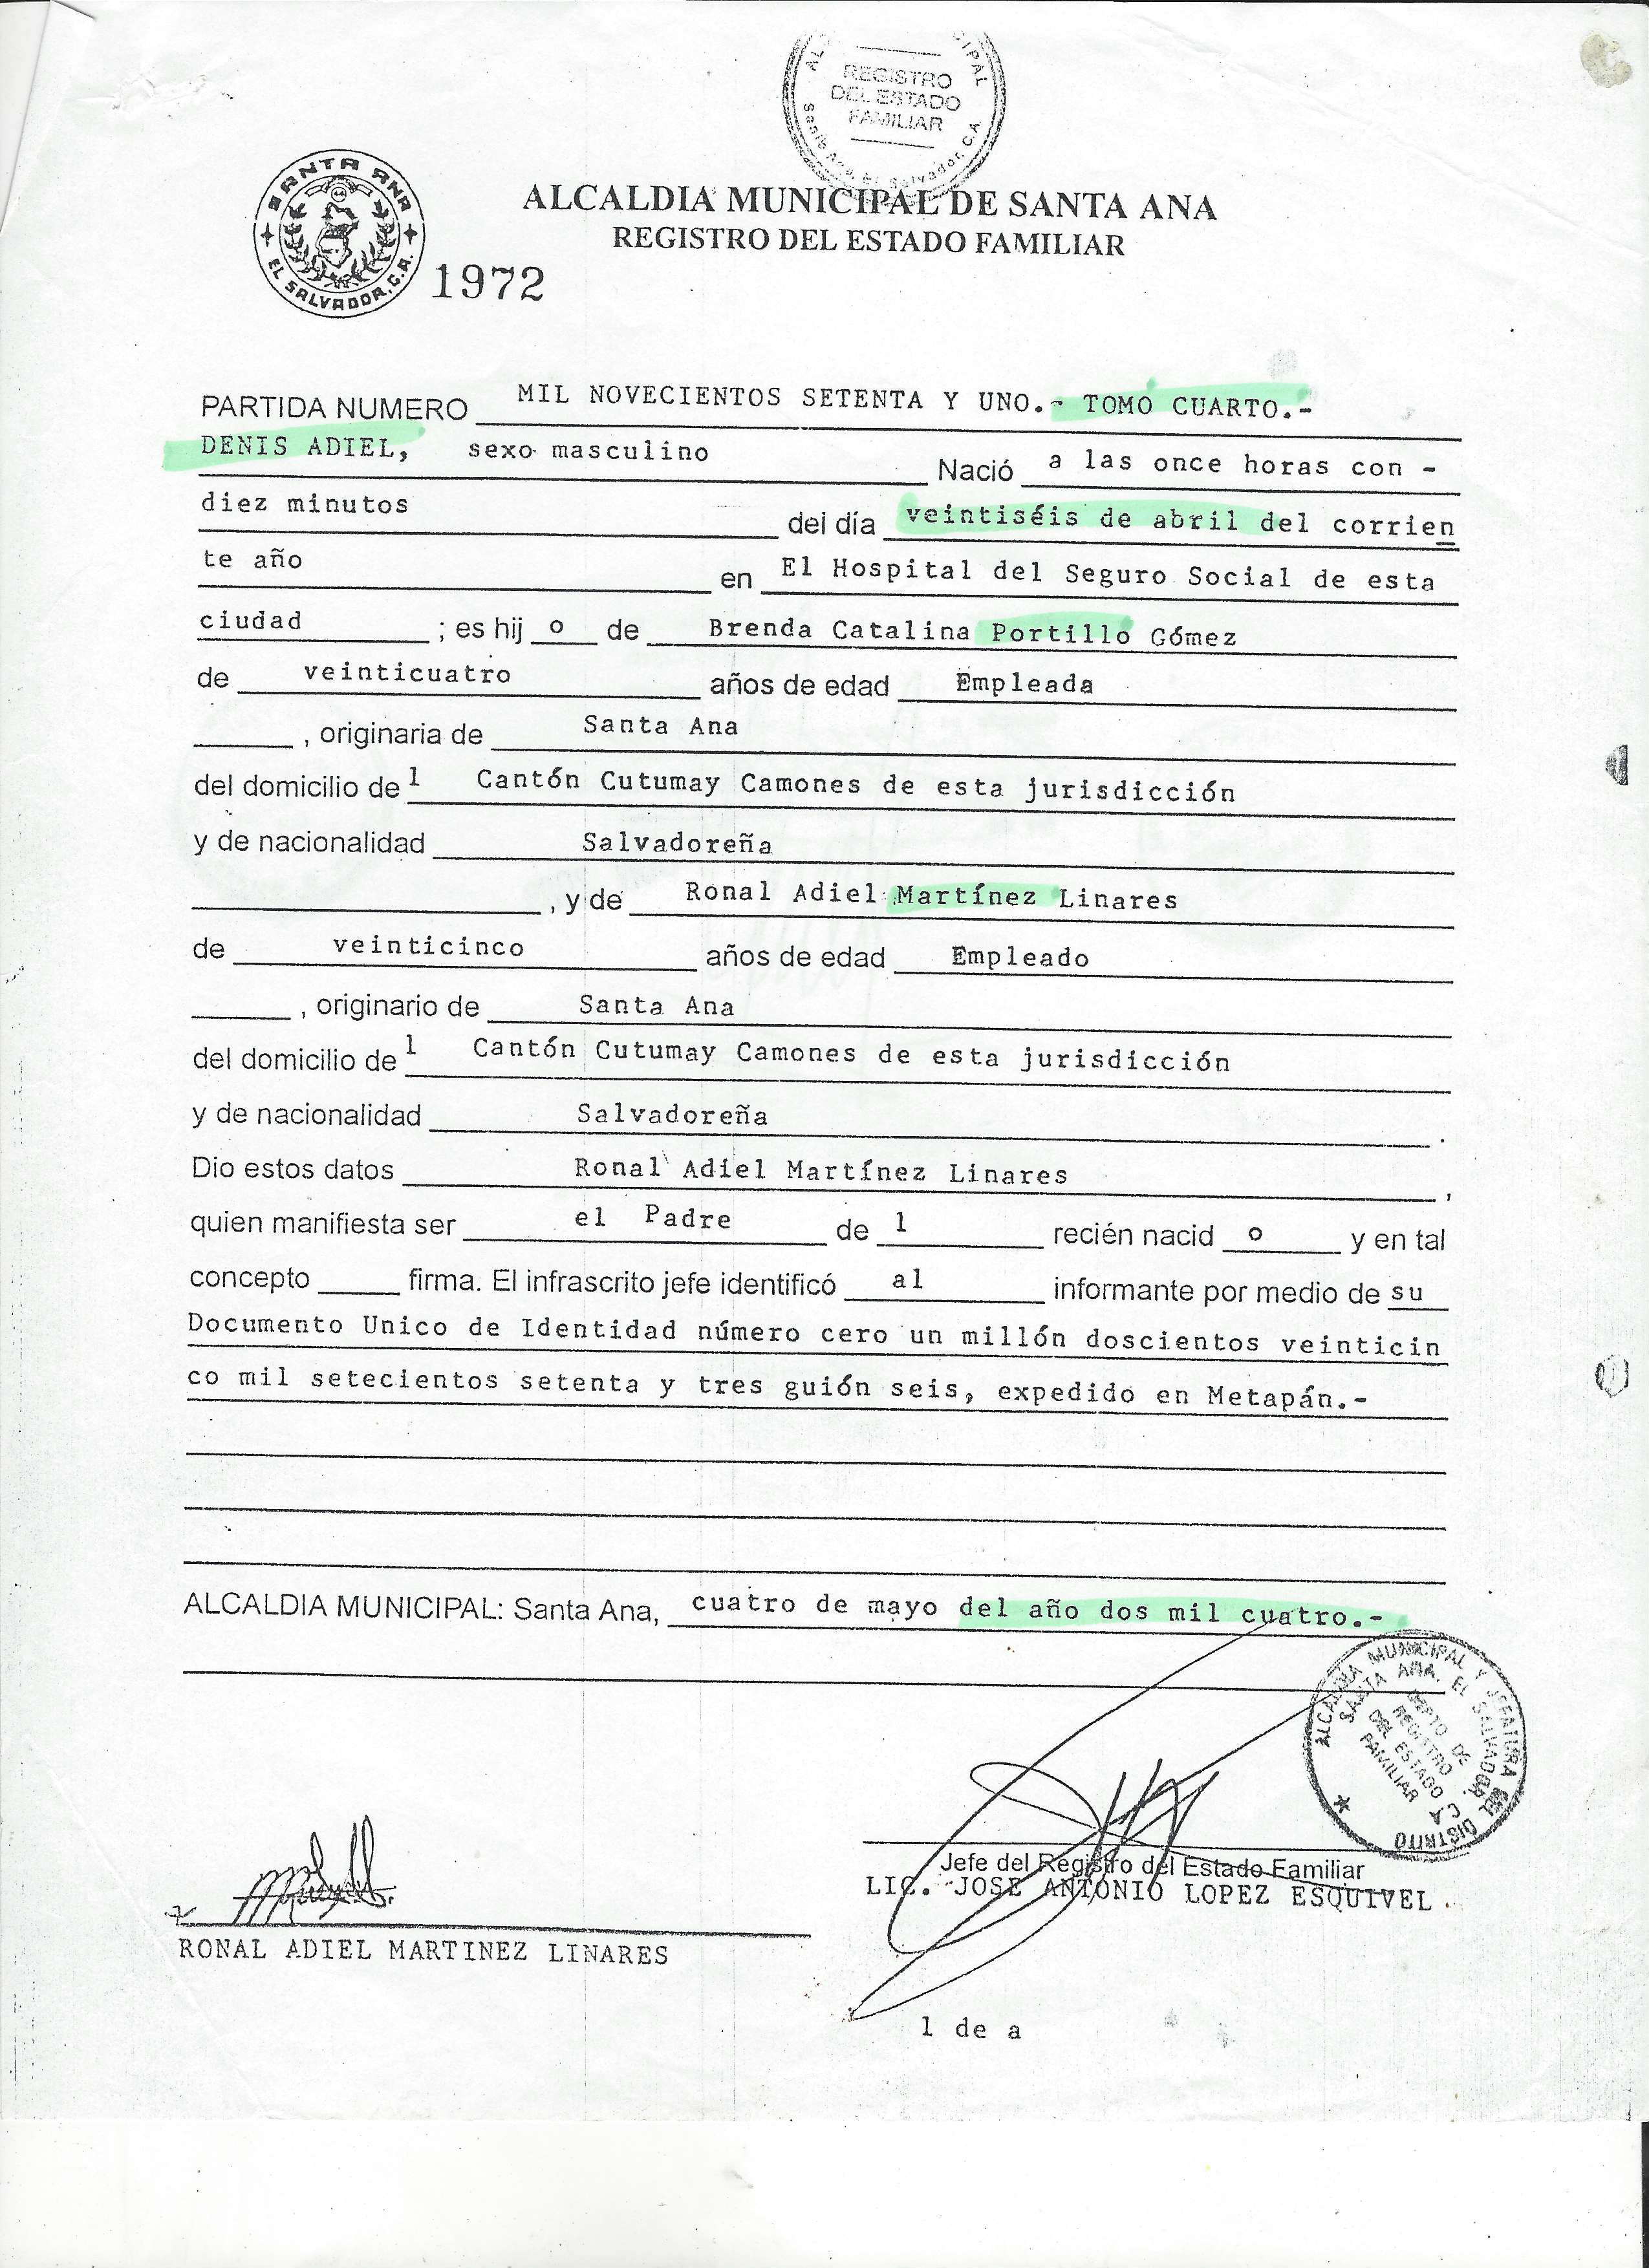 REGISTRO
DEL ESTADO
FAMILIAR
Santa Ana El Salvador, C.A.
SANTA ANA
EL SALVADOR, C.A.
ALCALDIA MUNICIPAL DE SANTA ANA
REGISTRO DEL ESTADO FAMILIAR
1972
PARTIDA NUMERO MIL NOVECIENTOS SETENTA Y UNO.- TOMO CUARTO.-
DENIS ADIEL, sexo masculino Nació a las once horas con -
diez minutos del día veintiséis de abril del corrien
te año en El Hospital del Seguro Social de esta
ciudad ; es hij o de Brenda Catalina Portillo Gómez
de veinticuatro años de edad Empleada
, originaria de Santa Ana
del domicilio de l Cantón Cutumay Camones de esta jurisdicción
y de nacionalidad Salvadoreña
, y de Ronal Adiel Martínez Linares
de veinticinco años de edad Empleado
, originario de Santa Ana
del domicilio de l Cantón Cutumay Camones de esta jurisdicción
y de nacionalidad Salvadoreña .
Dio estos datos Ronal Adiel Martínez Linares ,
quien manifiesta ser el Padre de l recién nacid o y en tal
concepto firma. El infrascrito jefe identificó al informante por medio de su
Documento Unico de Identidad número cero un millón doscientos veinticin
co mil setecientos setenta y tres guión seis, expedido en Metapán.-
ALCALDIA MUNICIPAL: Santa Ana, cuatro de mayo del año dos mil cuatro.-
ALCALDIA MUNICIPAL Y JEFATURA DEL DISTRITO
SANTA ANA, EL SALVADOR, C. A.
DEPTO DE
REGISTRO
DEL ESTADO
FAMILIAR
Jefe del Registro del Estado Familiar
LIC. JOSE ANTONIO LOPEZ ESQUIVEL .
RONAL ADIEL MARTINEZ LINARES
1 de a